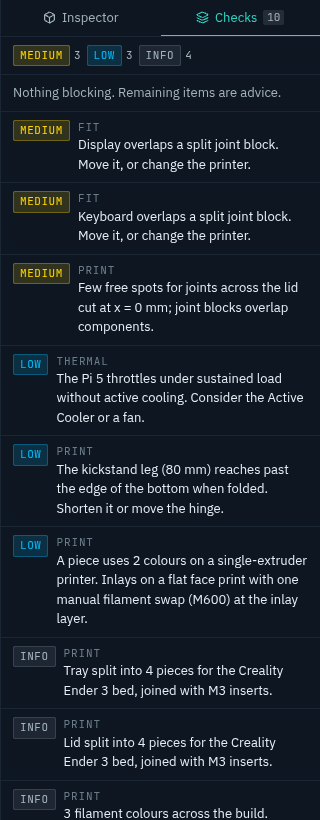 Inspector
Checks 10
MEDIUM 3 LOW 3 INFO 4
Nothing blocking. Remaining items are advice.
MEDIUM FIT
Display overlaps a split joint block.
Move it, or change the printer.
MEDIUM FIT
Keyboard overlaps a split joint block.
Move it, or change the printer.
MEDIUM PRINT
Few free spots for joints across the lid
cut at x = 0 mm; joint blocks overlap
components.
LOW THERMAL
The Pi 5 throttles under sustained load
without active cooling. Consider the Active
Cooler or a fan.
LOW PRINT
The kickstand leg (80 mm) reaches past
the edge of the bottom when folded.
Shorten it or move the hinge.
LOW PRINT
A piece uses 2 colours on a single-extruder
printer. Inlays on a flat face print with one
manual filament swap (M600) at the inlay
layer.
INFO PRINT
Tray split into 4 pieces for the Creality
Ender 3 bed, joined with M3 inserts.
INFO PRINT
Lid split into 4 pieces for the Creality
Ender 3 bed, joined with M3 inserts.
INFO PRINT
3 filament colours across the build.